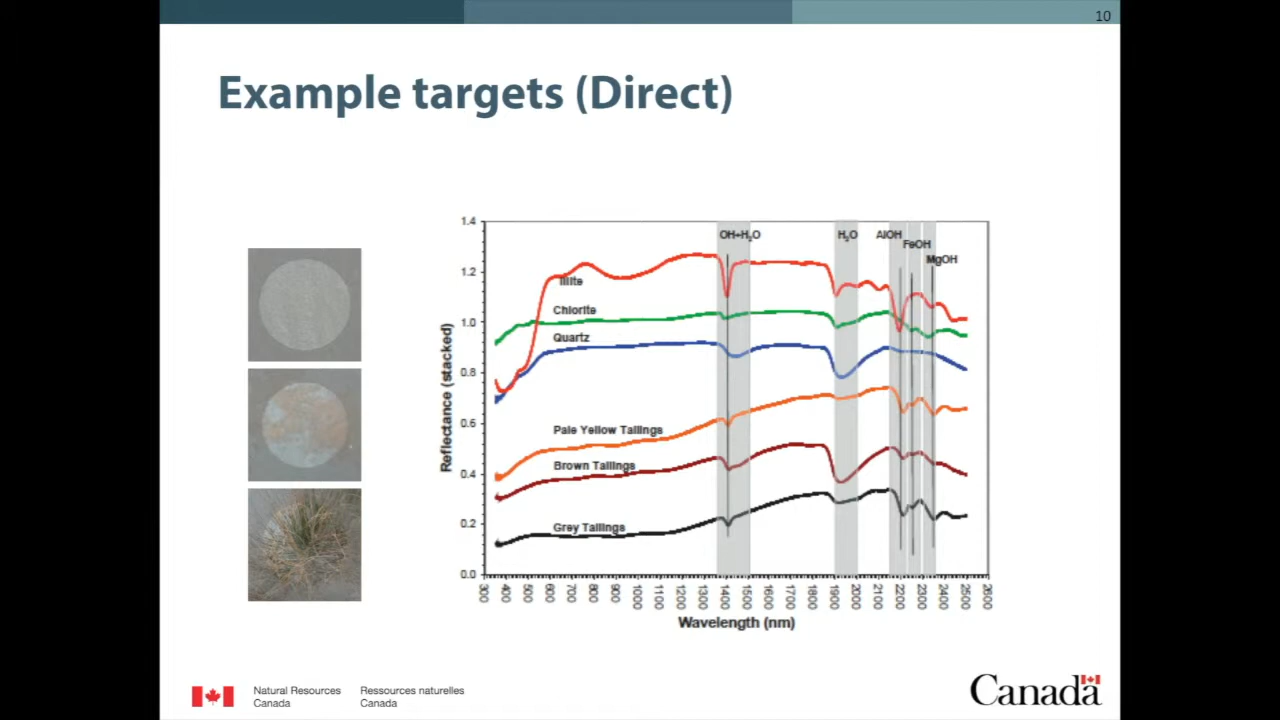 10
Example targets (Direct)
1.4
1.2
1.0
0.8
0.6
0.4
0.2
0.0
Reflectance (stacked)
OH+H₂O
H₂O
AlOH
FeOH
MgOH
Illite
Chlorite
Quartz
Pale Yellow Tailings
Brown Tailings
Grey Tailings
300 400 500 600 700 800 900 1000 1100 1200 1300 1400 1500 1600 1700 1800 1900 2000 2100 2200 2300 2400 2500 2600
Wavelength (nm)
Natural Resources
Canada
Ressources naturelles
Canada
Canada